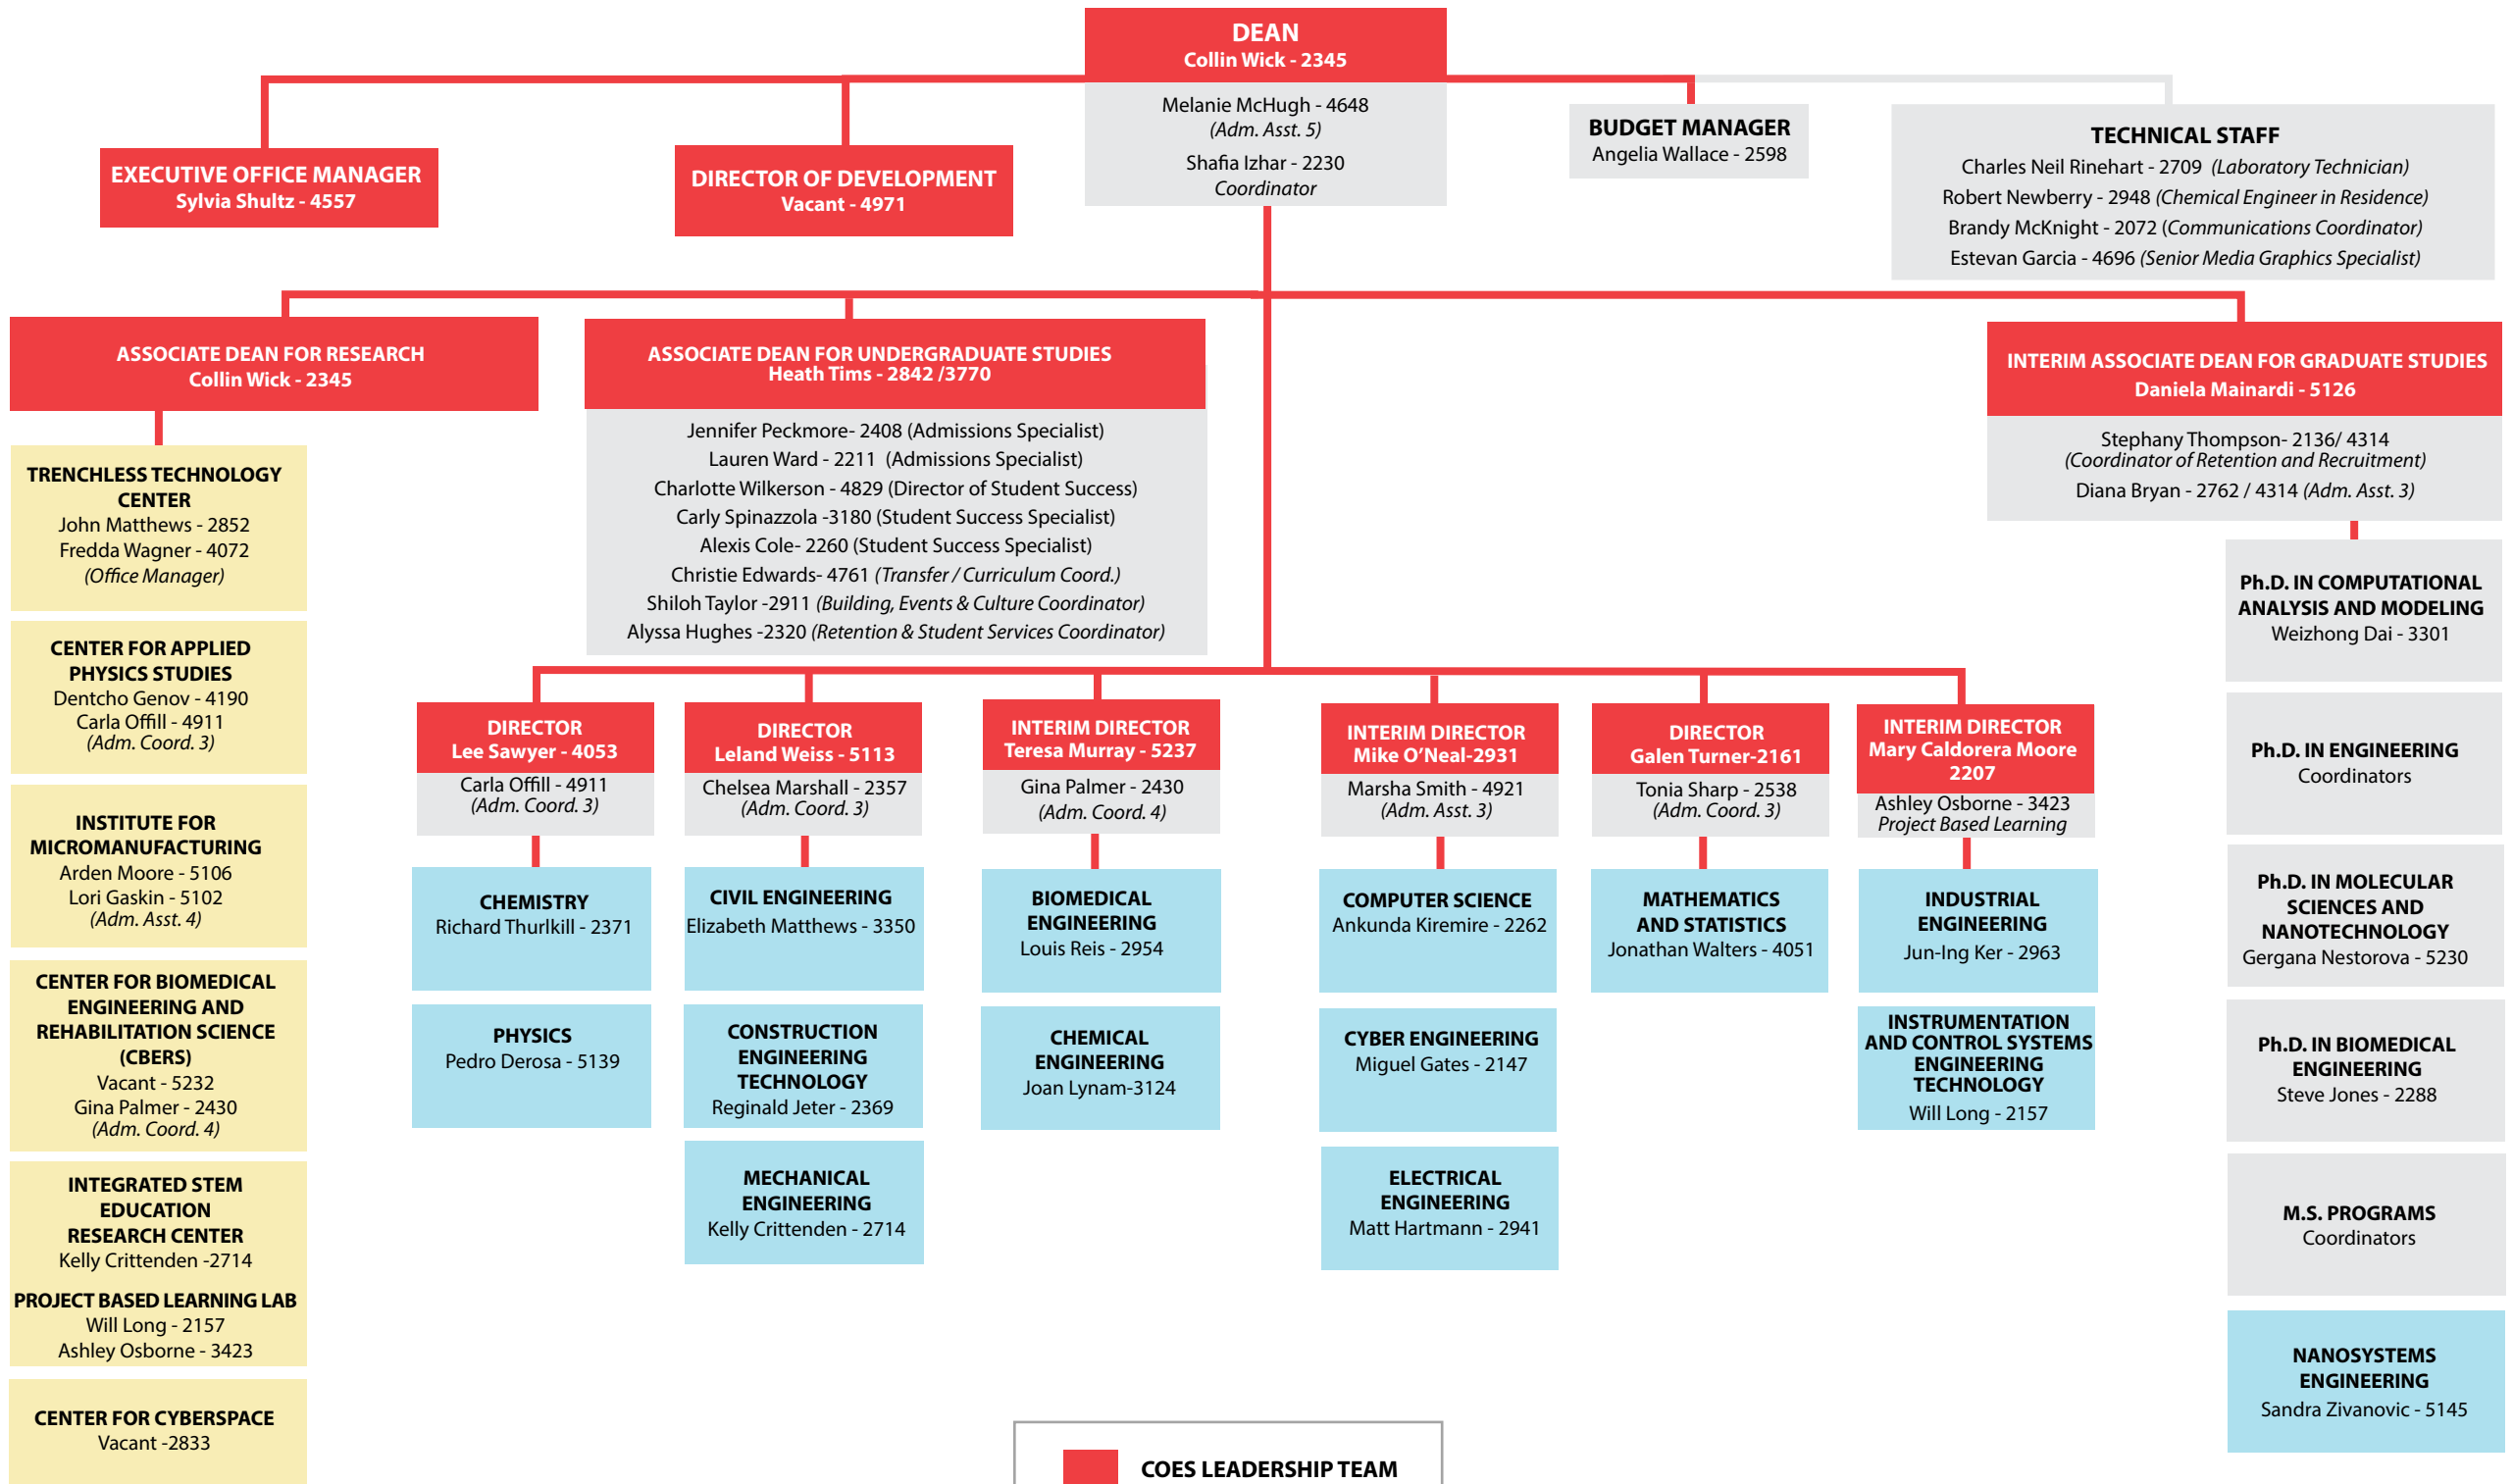 DEAN
Collin Wick - 2345
Melanie McHugh - 4648
(Adm. Asst. 5)
Shafia Izhar - 2230
Coordinator
EXECUTIVE OFFICE MANAGER
Sylvia Shultz - 4557
DIRECTOR OF DEVELOPMENT
Vacant - 4971
BUDGET MANAGER
Angelia Wallace - 2598
TECHNICAL STAFF
Charles Neil Rinehart - 2709 (Laboratory Technician)
Robert Newberry - 2948 (Chemical Engineer in Residence)
Brandy McKnight - 2072 (Communications Coordinator)
Estevan Garcia - 4696 (Senior Media Graphics Specialist)
ASSOCIATE DEAN FOR RESEARCH
Collin Wick - 2345
ASSOCIATE DEAN FOR UNDERGRADUATE STUDIES
Heath Tims - 2842 /3770
Jennifer Peckmore- 2408 (Admissions Specialist)
Lauren Ward - 2211 (Admissions Specialist)
Charlotte Wilkerson - 4829 (Director of Student Success)
Carly Spinazzola -3180 (Student Success Specialist)
Alexis Cole- 2260 (Student Success Specialist)
Christie Edwards- 4761 (Transfer / Curriculum Coord.)
Shiloh Taylor -2911 (Building, Events & Culture Coordinator)
Alyssa Hughes -2320 (Retention & Student Services Coordinator)
INTERIM ASSOCIATE DEAN FOR GRADUATE STUDIES
Daniela Mainardi - 5126
Stephany Thompson- 2136/ 4314
(Coordinator of Retention and Recruitment)
Diana Bryan - 2762 / 4314 (Adm. Asst. 3)
TRENCHLESS TECHNOLOGY
CENTER
John Matthews - 2852
Fredda Wagner - 4072
(Office Manager)
CENTER FOR APPLIED
PHYSICS STUDIES
Dentcho Genov - 4190
Carla Offill - 4911
(Adm. Coord. 3)
INSTITUTE FOR
MICROMANUFACTURING
Arden Moore - 5106
Lori Gaskin - 5102
(Adm. Asst. 4)
CENTER FOR BIOMEDICAL
ENGINEERING AND
REHABILITATION SCIENCE
(CBERS)
Vacant - 5232
Gina Palmer - 2430
(Adm. Coord. 4)
INTEGRATED STEM
EDUCATION
RESEARCH CENTER
Kelly Crittenden -2714
PROJECT BASED LEARNING LAB
Will Long - 2157
Ashley Osborne - 3423
CENTER FOR CYBERSPACE
Vacant -2833
DIRECTOR
Lee Sawyer - 4053
Carla Offill - 4911
(Adm. Coord. 3)
CHEMISTRY
Richard Thurlkill - 2371
PHYSICS
Pedro Derosa - 5139
DIRECTOR
Leland Weiss - 5113
Chelsea Marshall - 2357
(Adm. Coord. 3)
CIVIL ENGINEERING
Elizabeth Matthews - 3350
CONSTRUCTION
ENGINEERING
TECHNOLOGY
Reginald Jeter - 2369
MECHANICAL
ENGINEERING
Kelly Crittenden - 2714
INTERIM DIRECTOR
Teresa Murray - 5237
Gina Palmer - 2430
(Adm. Coord. 4)
BIOMEDICAL
ENGINEERING
Louis Reis - 2954
CHEMICAL
ENGINEERING
Joan Lynam-3124
INTERIM DIRECTOR
Mike O’Neal-2931
Marsha Smith - 4921
(Adm. Asst. 3)
COMPUTER SCIENCE
Ankunda Kiremire - 2262
CYBER ENGINEERING
Miguel Gates - 2147
ELECTRICAL
ENGINEERING
Matt Hartmann - 2941
DIRECTOR
Galen Turner-2161
Tonia Sharp - 2538
(Adm. Coord. 3)
MATHEMATICS
AND STATISTICS
Jonathan Walters - 4051
INTERIM DIRECTOR
Mary Caldorera Moore
2207
Ashley Osborne - 3423
Project Based Learning
INDUSTRIAL
ENGINEERING
Jun-Ing Ker - 2963
INSTRUMENTATION
AND CONTROL SYSTEMS
ENGINEERING
TECHNOLOGY
Will Long - 2157
Ph.D. IN COMPUTATIONAL
ANALYSIS AND MODELING
Weizhong Dai - 3301
Ph.D. IN ENGINEERING
Coordinators
Ph.D. IN MOLECULAR
SCIENCES AND
NANOTECHNOLOGY
Gergana Nestorova - 5230
Ph.D. IN BIOMEDICAL
ENGINEERING
Steve Jones - 2288
M.S. PROGRAMS
Coordinators
NANOSYSTEMS
ENGINEERING
Sandra Zivanovic - 5145
COES LEADERSHIP TEAM